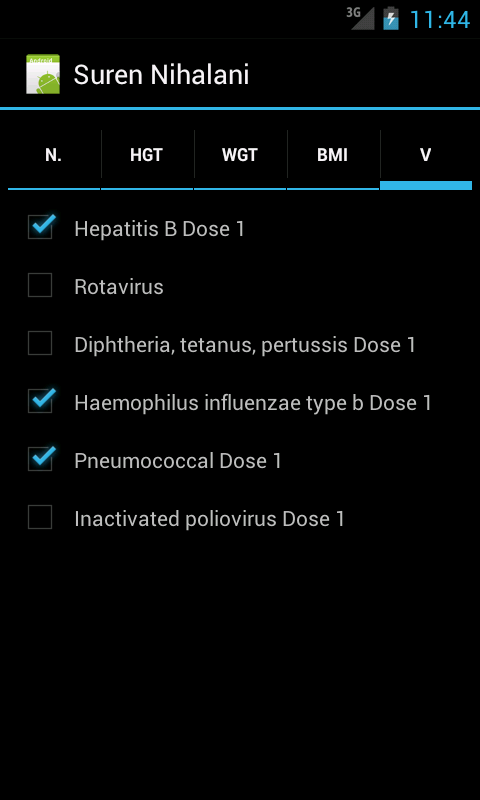 3G 11:44
Android
Suren Nihalani
N. HGT WGT BMI V
Hepatitis B Dose 1
Rotavirus
Diphtheria, tetanus, pertussis Dose 1
Haemophilus influenzae type b Dose 1
Pneumococcal Dose 1
Inactivated poliovirus Dose 1